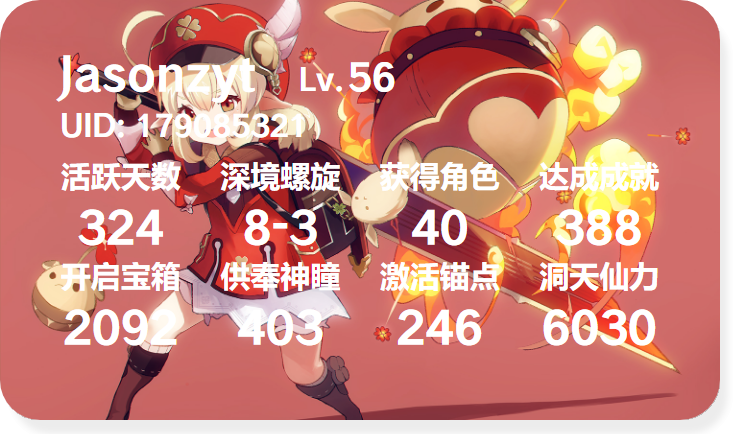 Jasonzyt Lv.56
UID: 179085321
活跃天数 深境螺旋 获得角色 达成成就
324 8-3 40 388
开启宝箱 供奉神瞳 激活锚点 洞天仙力
2092 403 246 6030